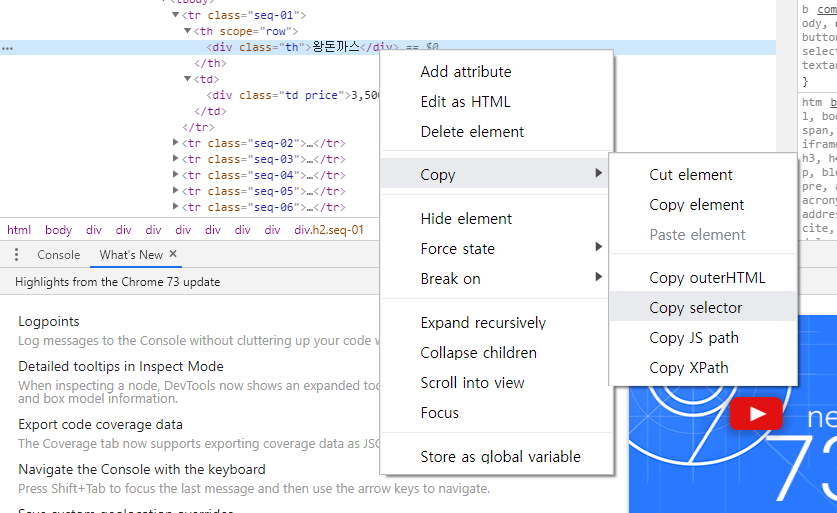 <tbody>
<tr class="seq-01">
<th scope="row">
<div class="th">왕돈까스</div> == $0
</th>
<td>
<div class="td price">3,500
</td>
</tr>
<tr class="seq-02">…</tr>
<tr class="seq-03">…</tr>
<tr class="seq-04">…</tr>
<tr class="seq-05">…</tr>
<tr class="seq-06">…</tr>
html body div div div div div div div.h2.seq-01
Console What's New ✕
Highlights from the Chrome 73 update
Logpoints
Log messages to the Console without cluttering up your code w
Detailed tooltips in Inspect Mode
When inspecting a node, DevTools now shows an expanded too
and box model information.
Export code coverage data
The Coverage tab now supports exporting coverage data as JSO
Navigate the Console with the keyboard
Press Shift+Tab to focus the last message and then use the arrow keys to navigate.
Save custom geolocation overrides
Add attribute
Edit as HTML
Delete element
Copy
Hide element
Force state
Break on
Expand recursively
Collapse children
Scroll into view
Focus
Store as global variable
Cut element
Copy element
Paste element
Copy outerHTML
Copy selector
Copy JS path
Copy XPath
b com
ody, d
button
select
textar
}
htm b
l, bod
span,
iframe
h3, h4
p, blo
pre, a
acrony
addres
cite,
ne
73